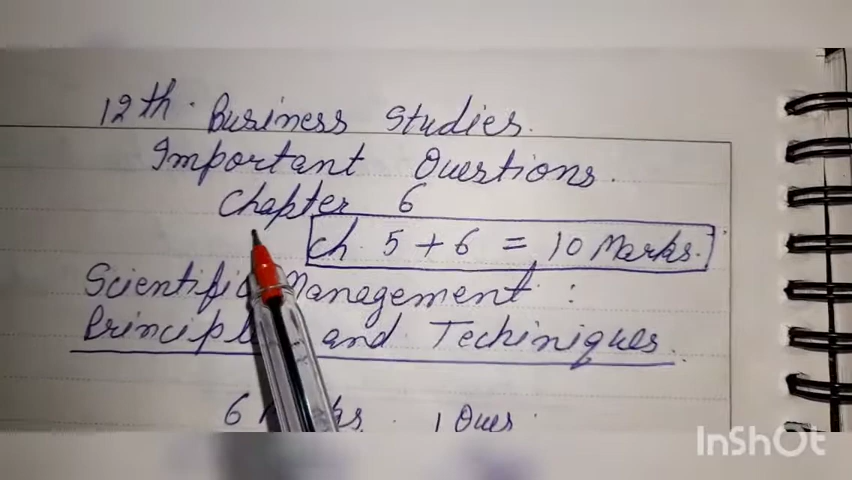 12th. Business Studies.
Important Questions.
Chapter 6
Ch. 5 + 6 = 10 Marks.
Scientific Management :
Principles and Techiniques.
6 Marks. 1 Ques.
InShOt